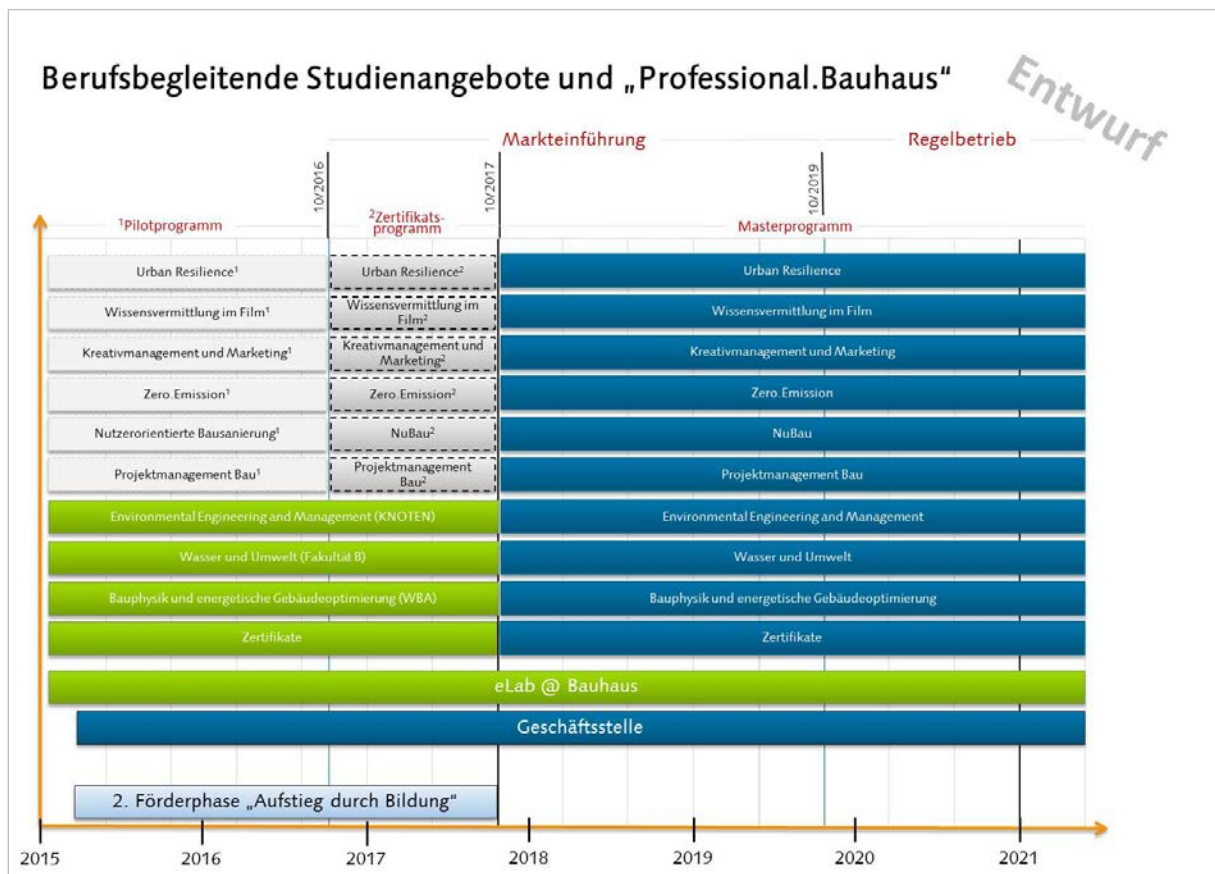 Berufsbegleitende Studienangebote und „Professional.Bauhaus“
Entwurf
Markteinführung
Regelbetrieb
10/2016
10/2017
10/2019
¹Pilotprogramm
²Zertifikats-
programm
Masterprogramm
Urban Resilience¹
Urban Resilience²
Urban Resilience
Wissensvermittlung im Film¹
Wissensvermittlung im
Film²
Wissensvermittlung im Film
Kreativmanagement und Marketing¹
Kreativmanagement und
Marketing²
Kreativmanagement und Marketing
Zero.Emission¹
Zero.Emission²
Zero.Emission
Nutzerorientierte Bausanierung¹
NuBau²
NuBau
Projektmanagement Bau¹
Projektmanagement
Bau²
Projektmanagement Bau
Environmental Engineering and Management (KNOTEN)
Environmental Engineering and Management
Wasser und Umwelt (Fakultät B)
Wasser und Umwelt
Bauphysik und energetische Gebäudeoptimierung (WBA)
Bauphysik und energetische Gebäudeoptimierung
Zertifikate
Zertifikate
eLab @ Bauhaus
Geschäftsstelle
2. Förderphase „Aufstieg durch Bildung“
2015
2016
2017
2018
2019
2020
2021